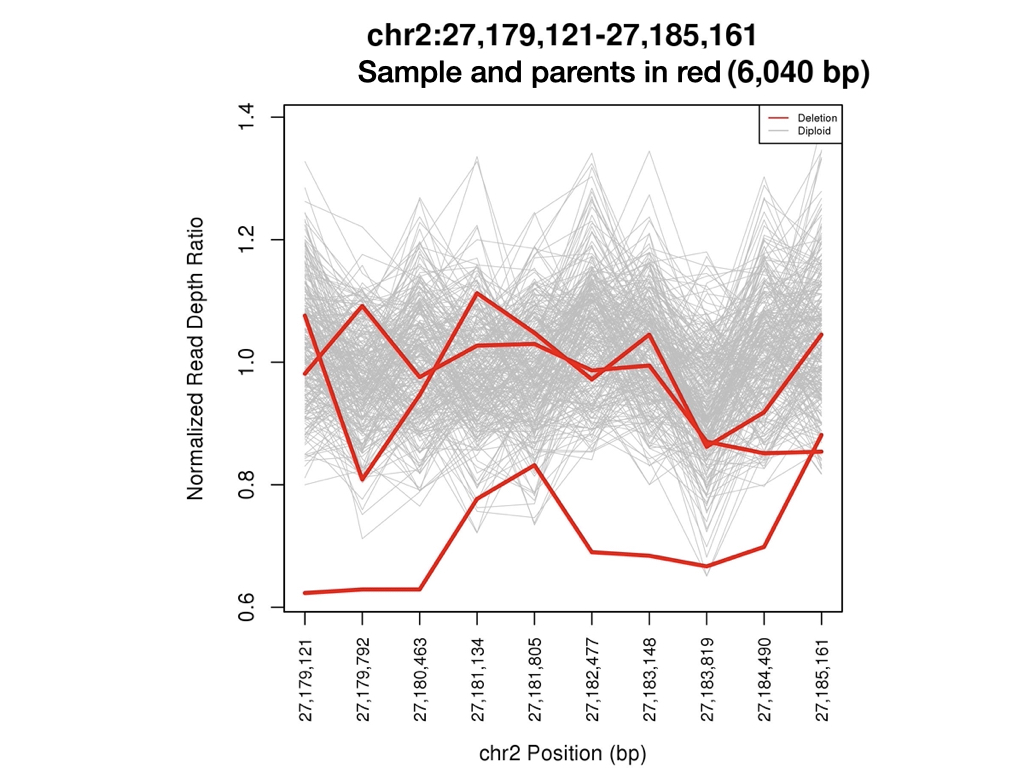 chr2:27,179,121-27,185,161
Sample and parents in red (6,040 bp)
Deletion
Diploid
Normalized Read Depth Ratio
1.4
1.2
1.0
0.8
0.6
27,179,121
27,179,792
27,180,463
27,181,134
27,181,805
27,182,477
27,183,148
27,183,819
27,184,490
27,185,161
chr2 Position (bp)